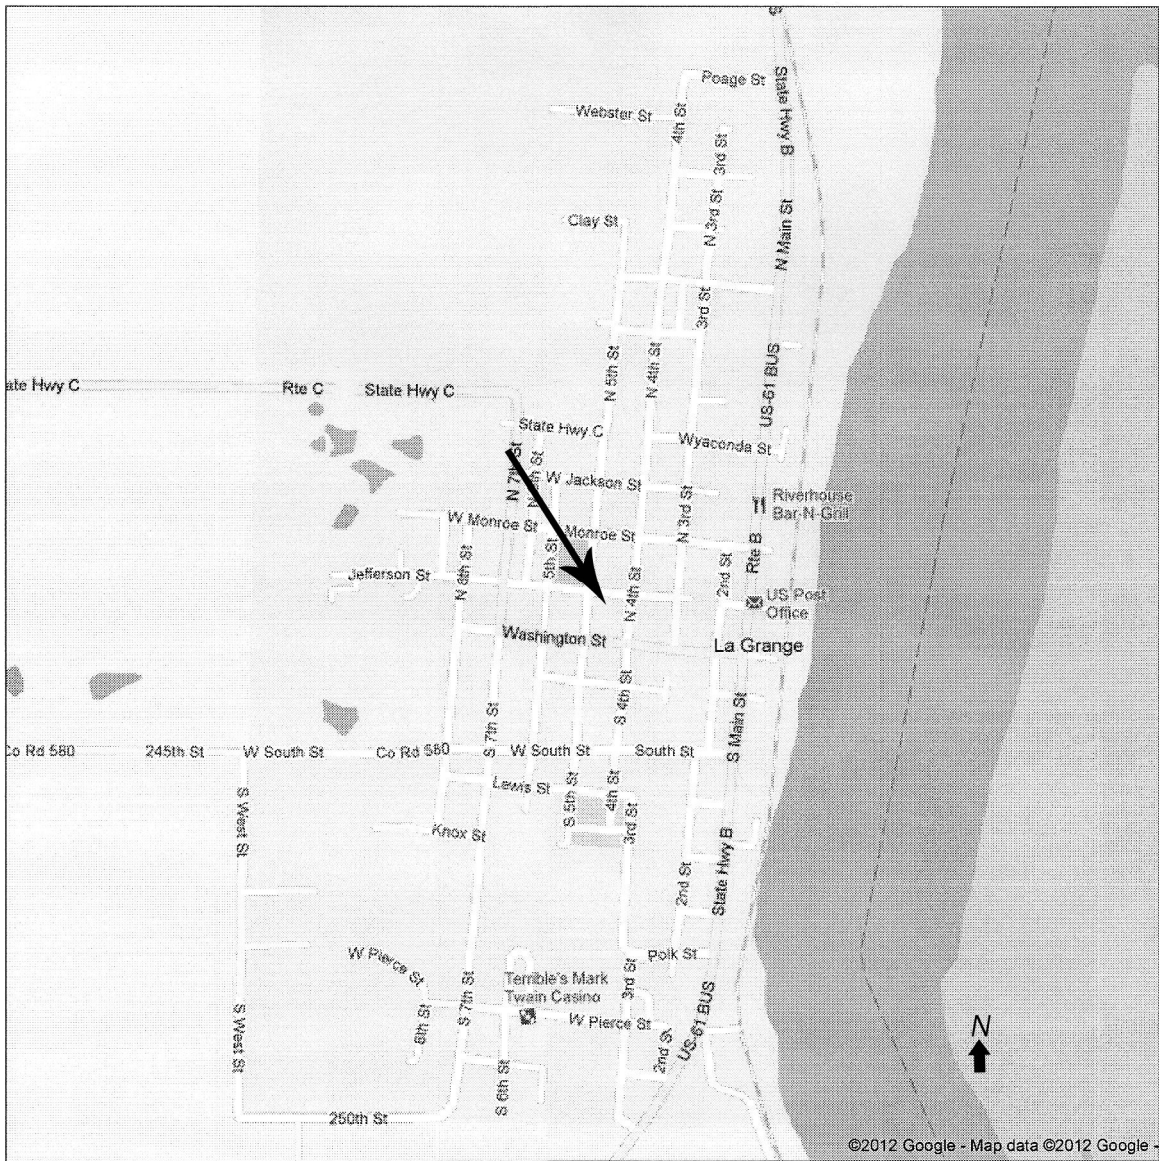 S
Poage St
State Hwy B
Webster St
4th St
3rd St
Clay St
N 3rd St
N Main St
3rd St
N 5th St
N 4th St
US-61 BUS
ate Hwy C
Rte C
State Hwy C
State Hwy C
Wyaconda St
N 7th St
W Jackson St
Riverhouse
Bar-N-Grill
W Monroe St
Monroe St
N 3rd St
Rte B
Jefferson St
N 8th St
5th St
N 4th St
2nd St
US Post
Office
Washington St
La Grange
S 4th St
S 7th St
S Main St
Co Rd 580
245th St
W South St
Co Rd 580
W South St
South St
Lewis St
S 5th St
4th St
3rd St
S West St
Knox St
State Hwy B
2nd St
W Pierce St
Polk St
Terrible's Mark
Twain Casino
S 7th St
3rd St
US-61 BUS
S West St
8th St
W Pierce St
2nd St
N
S 6th St
250th St
©2012 Google - Map data ©2012 Google -